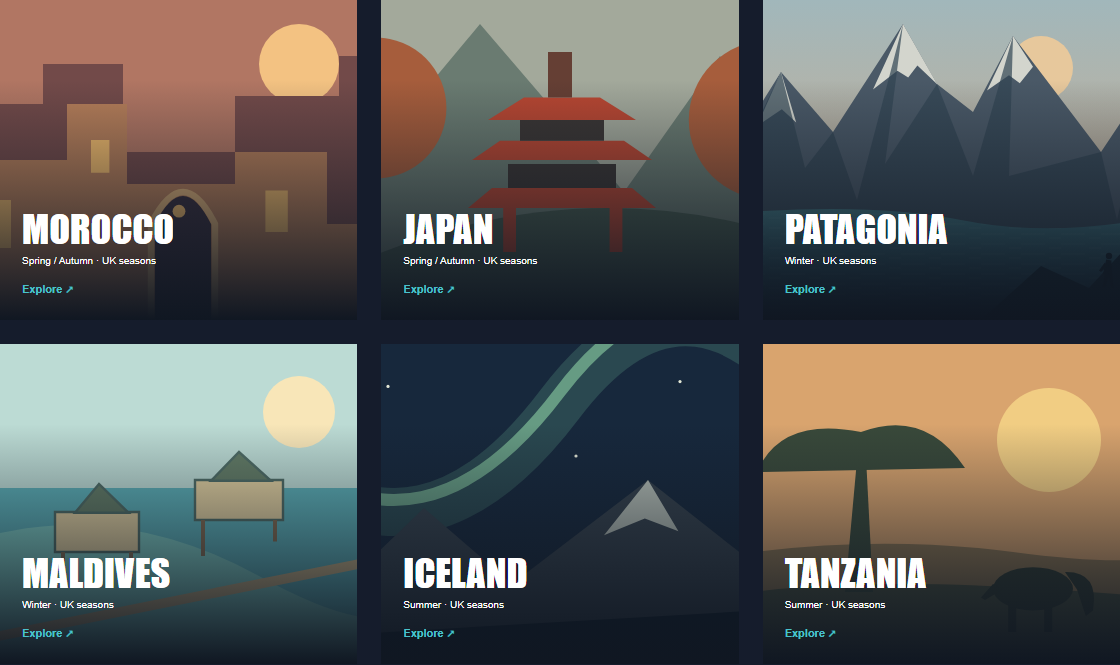 MOROCCO
Spring / Autumn · UK seasons
Explore ↗
JAPAN
Spring / Autumn · UK seasons
Explore ↗
PATAGONIA
Winter · UK seasons
Explore ↗
MALDIVES
Winter · UK seasons
Explore ↗
ICELAND
Summer · UK seasons
Explore ↗
TANZANIA
Summer · UK seasons
Explore ↗